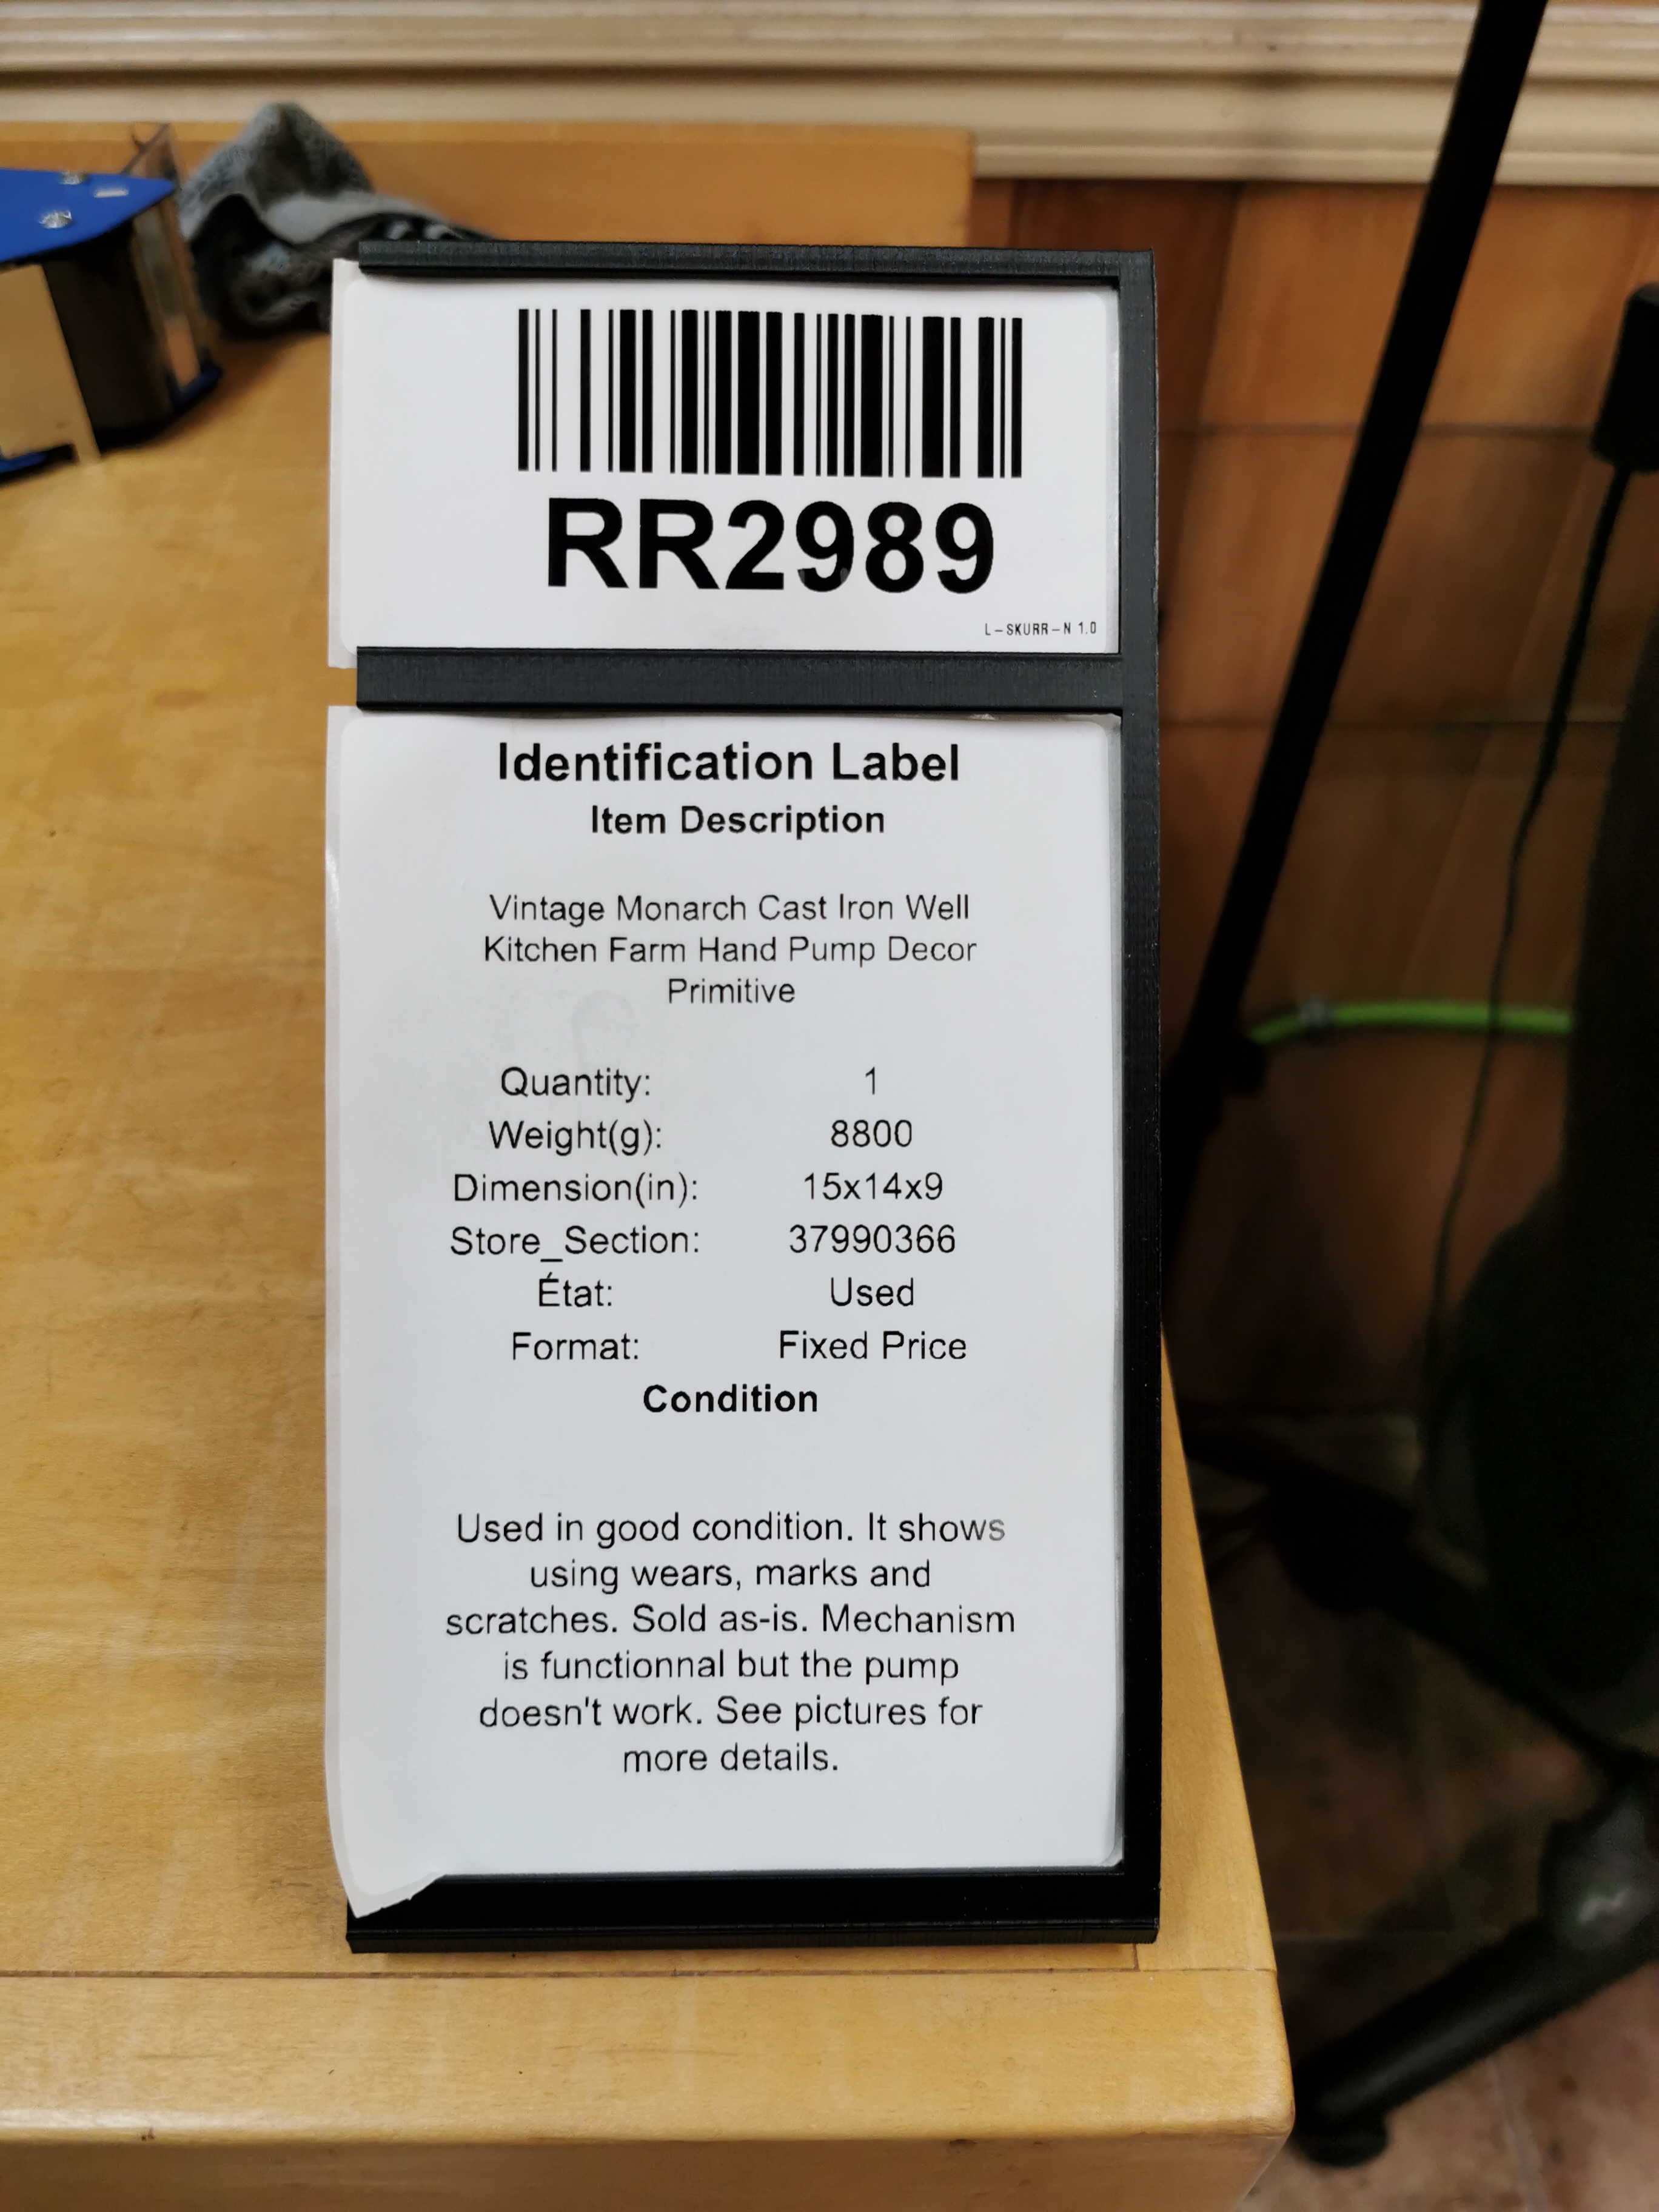 RR2989
L-SKURR-N 1.0
Identification Label
Item Description
Vintage Monarch Cast Iron Well
Kitchen Farm Hand Pump Decor
Primitive
Quantity: 1
Weight(g): 8800
Dimension(in): 15x14x9
Store_Section: 37990366
État: Used
Format: Fixed Price
Condition
Used in good condition. It shows
using wears, marks and
scratches. Sold as-is. Mechanism
is functionnal but the pump
doesn't work. See pictures for
more details.